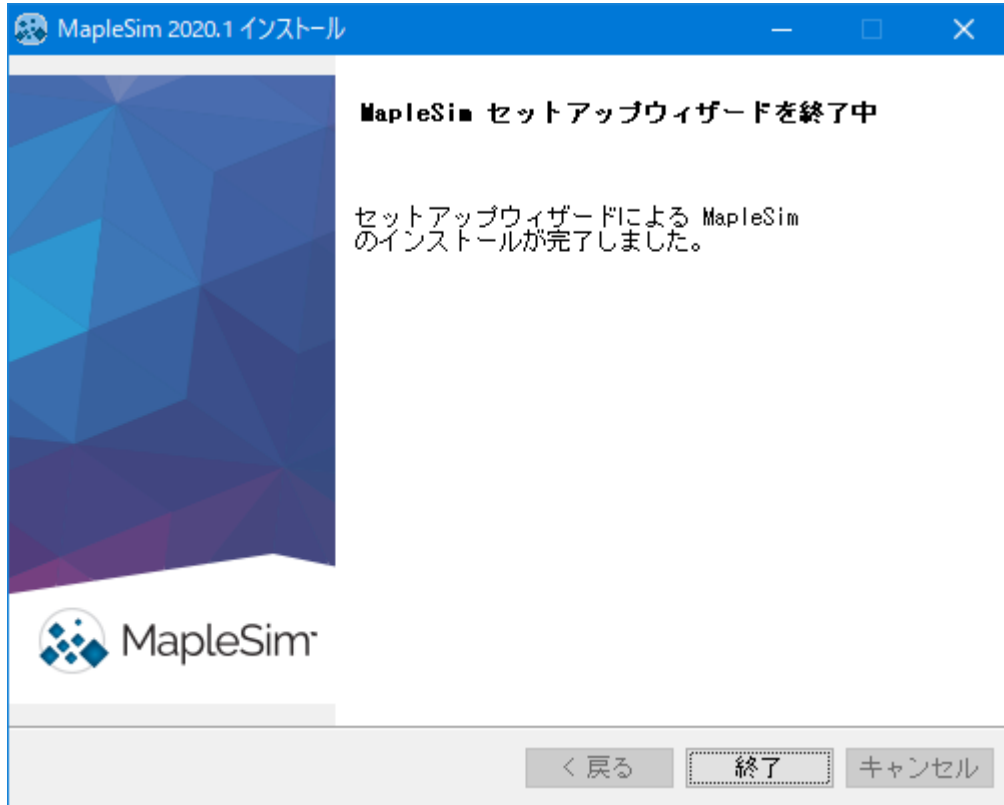 MapleSim 2020.1 インストール
MapleSim セットアップウィザードを終了中
セットアップウィザードによる MapleSim
のインストールが完了しました。
MapleSim
< 戻る
終了
キャンセル